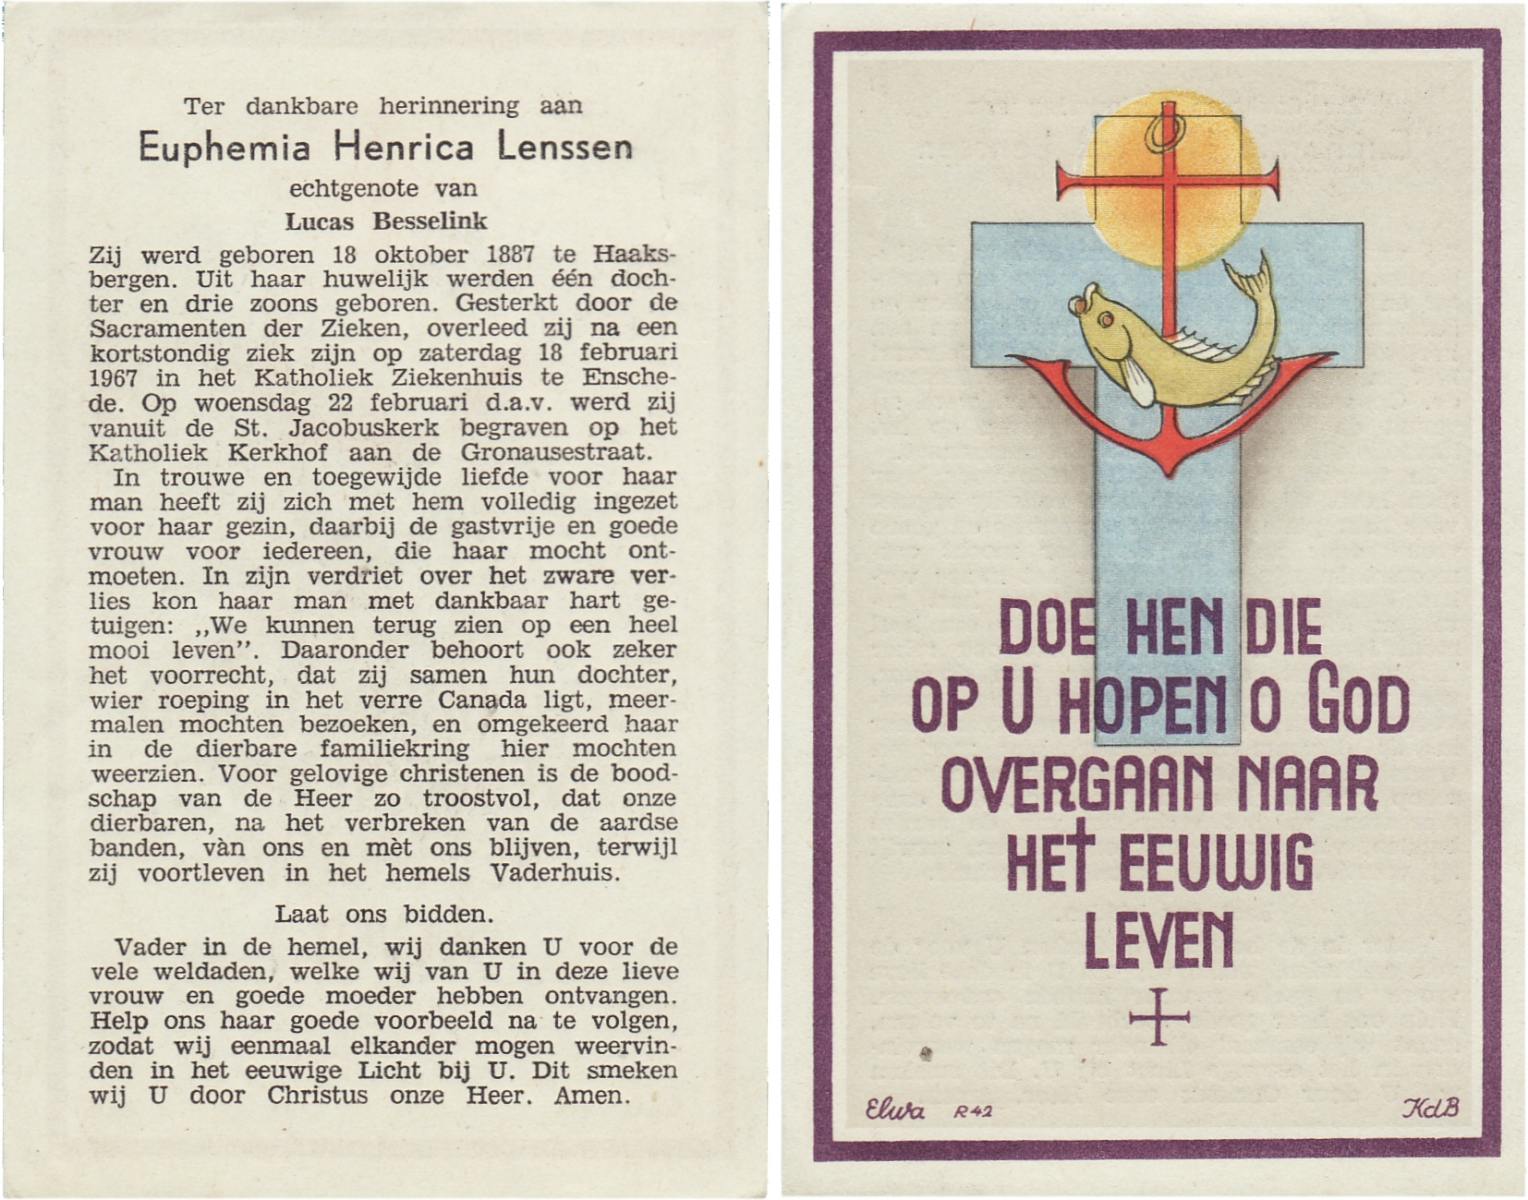 Ter dankbare herinnering aan
Euphemia Henrica Lenssen
echtgenote van
Lucas Besselink
Zij werd geboren 18 oktober 1887 te Haaks-
bergen. Uit haar huwelijk werden één doch-
ter en drie zoons geboren. Gesterkt door de
Sacramenten der Zieken, overleed zij na een
kortstondig ziek zijn op zaterdag 18 februari
1967 in het Katholiek Ziekenhuis te Ensche-
de. Op woensdag 22 februari d.a.v. werd zij
vanuit de St. Jacobuskerk begraven op het
Katholiek Kerkhof aan de Gronausestraat.
In trouwe en toegewijde liefde voor haar
man heeft zij zich met hem volledig ingezet
voor haar gezin, daarbij de gastvrije en goede
vrouw voor iedereen, die haar mocht ont-
moeten. In zijn verdriet over het zware ver-
lies kon haar man met dankbaar hart ge-
tuigen: ,,We kunnen terug zien op een heel
mooi leven”. Daaronder behoort ook zeker
het voorrecht, dat zij samen hun dochter,
wier roeping in het verre Canada ligt, meer-
malen mochten bezoeken, en omgekeerd haar
in de dierbare familiekring hier mochten
weerzien. Voor gelovige christenen is de bood-
schap van de Heer zo troostvol, dat onze
dierbaren, na het verbreken van de aardse
banden, vàn ons en mèt ons blijven, terwijl
zij voortleven in het hemels Vaderhuis.
Laat ons bidden.
Vader in de hemel, wij danken U voor de
vele weldaden, welke wij van U in deze lieve
vrouw en goede moeder hebben ontvangen.
Help ons haar goede voorbeeld na te volgen,
zodat wij eenmaal elkander mogen weervin-
den in het eeuwige Licht bij U. Dit smeken
wij U door Christus onze Heer. Amen.
DOE HEN DIE
OP U HOPEN O GOD
OVERGAAN NAAR
HET EEUWIG
LEVEN
Elwa R42
KdB